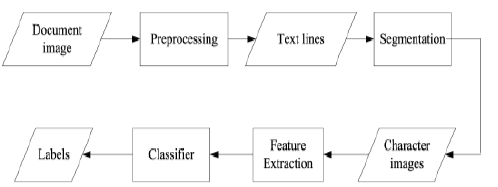 Document
image
Preprocessing
Text lines
Segmentation
Character
images
Feature
Extraction
Classifier
Labels